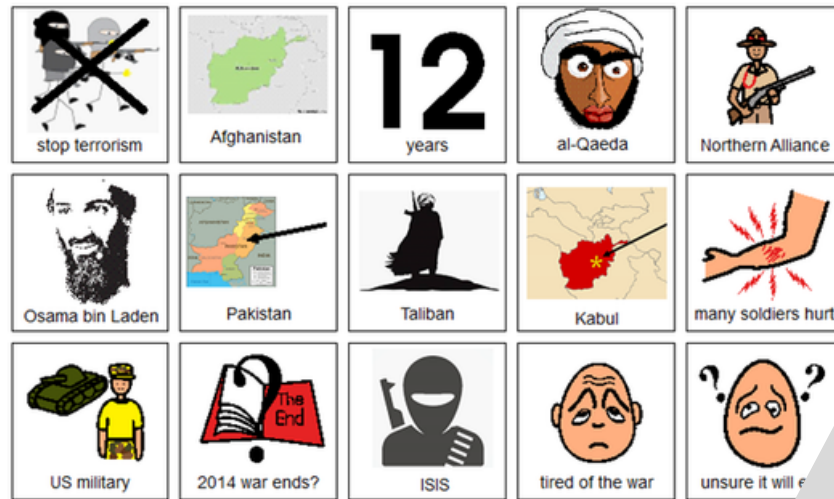 stop terrorism
Afghanistan
12
years
al-Qaeda
Northern Alliance
Osama bin Laden
Pakistan
Taliban
Kabul
many soldiers hurt
US military
The
End
2014 war ends?
ISIS
tired of the war
unsure it will